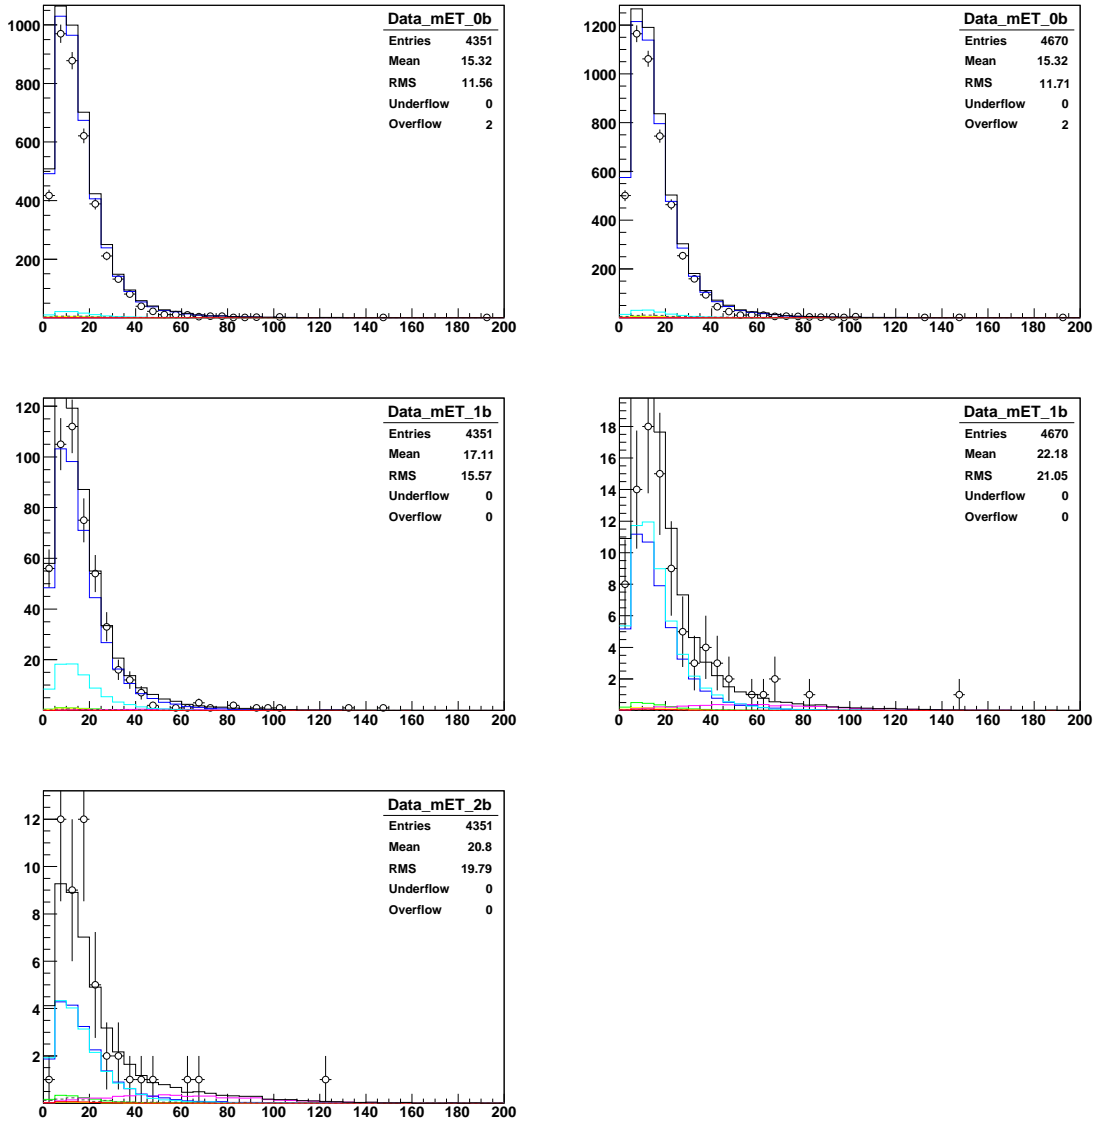 Data_mET_0b
Entries 4351
Mean 15.32
RMS 11.56
Underflow 0
Overflow 2
1000
800
600
400
200
0 20 40 60 80 100 120 140 160 180 200
Data_mET_0b
Entries 4670
Mean 15.32
RMS 11.71
Underflow 0
Overflow 2
1200
1000
800
600
400
200
0 20 40 60 80 100 120 140 160 180 200
Data_mET_1b
Entries 4351
Mean 17.11
RMS 15.57
Underflow 0
Overflow 0
120
100
80
60
40
20
0 20 40 60 80 100 120 140 160 180 200
Data_mET_1b
Entries 4670
Mean 22.18
RMS 21.05
Underflow 0
Overflow 0
18
16
14
12
10
8
6
4
2
0 20 40 60 80 100 120 140 160 180 200
Data_mET_2b
Entries 4351
Mean 20.8
RMS 19.79
Underflow 0
Overflow 0
12
10
8
6
4
2
0 20 40 60 80 100 120 140 160 180 200